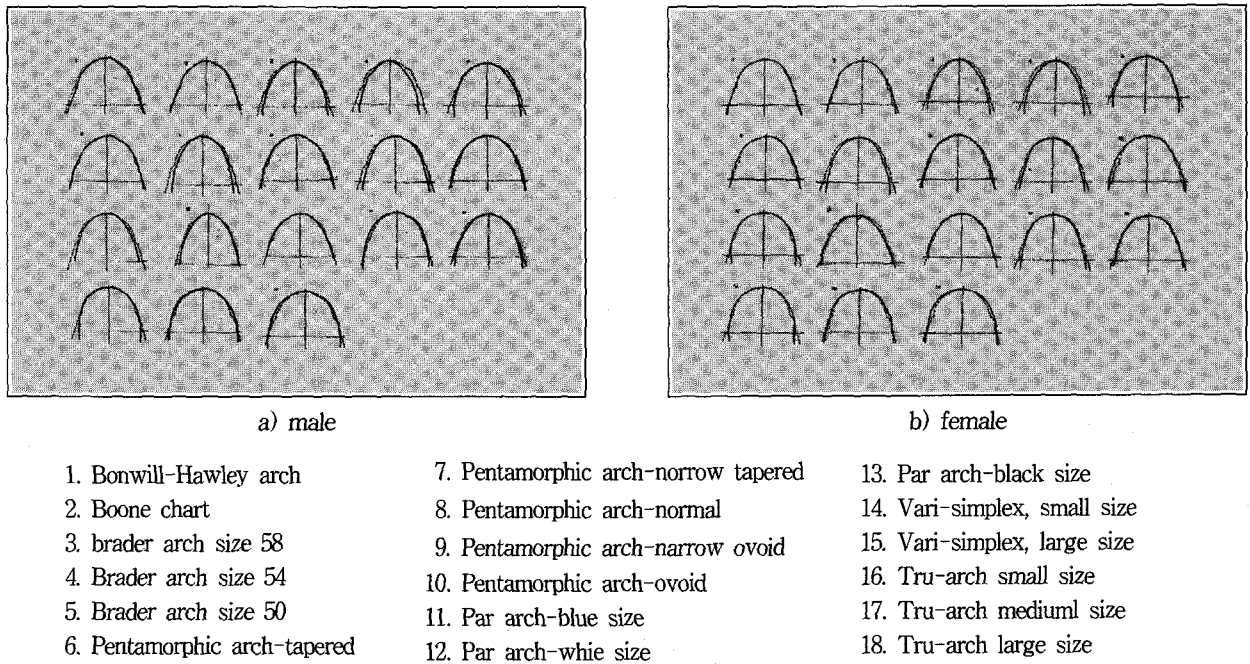 a) male
b) female
1. Bonwill-Hawley arch
2. Boone chart
3. brader arch size 58
4. Brader arch size 54
5. Brader arch size 50
6. Pentamorphic arch-tapered
7. Pentamorphic arch-norrow tapered
8. Pentamorphic arch-normal
9. Pentamorphic arch-narrow ovoid
10. Pentamorphic arch-ovoid
11. Par arch-blue size
12. Par arch-whie size
13. Par arch-black size
14. Vari-simplex, small size
15. Vari-simplex, large size
16. Tru-arch small size
17. Tru-arch mediuml size
18. Tru-arch large size